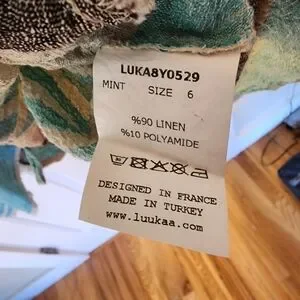 LUKA8Y0529
MINT SIZE 6
%90 LINEN
%10 POLYAMIDE
DESIGNED IN FRANCE
MADE IN TURKEY
www.luukaa.com